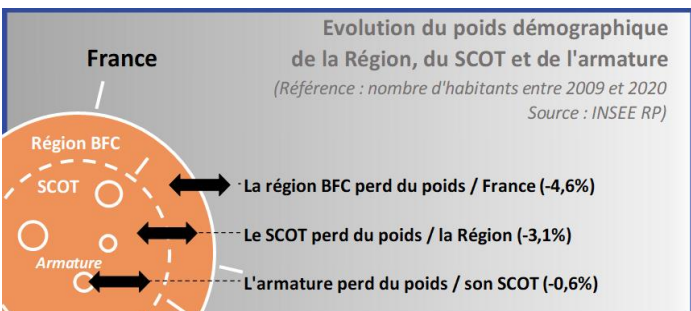 Evolution du poids démographique
de la Région, du SCOT et de l'armature
(Référence : nombre d'habitants entre 2009 et 2020
Source : INSEE RP)
France
Région BFC
SCOT
Armature
La région BFC perd du poids / France (-4,6%)
Le SCOT perd du poids / la Région (-3,1%)
L'armature perd du poids / son SCOT (-0,6%)